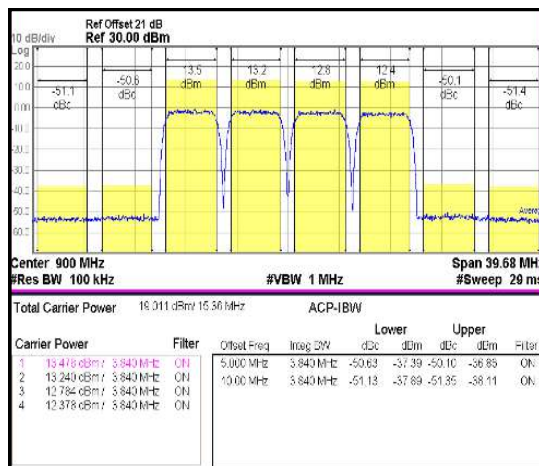 Ref Offset 21 dB
10 dB/div Ref 30.00 dBm
Log
20.0
10.0
0.00
-10.0
-20.0
-30.0
-40.0
-50.0
-60.0
-51.1 dBc
-50.6 dBc
13.5 dBm
13.2 dBm
12.8 dBm
12.4 dBm
-50.1 dBc
-51.4 dBc
Center 900 MHz Span 39.68 MHz
#Res BW 100 kHz #VBW 1 MHz #Sweep 29 ms
Total Carrier Power 19.011 dBm/ 15.36 MHz ACP-IBW
Lower Upper
Carrier Power Filter Offset Freq Integ BW dBc dBm dBc dBm Filter
1 13.478 dBm / 3.840 MHz ON 5.000 MHz 3.840 MHz -50.63 -37.39 -50.10 -36.85 ON
2 13.240 dBm / 3.840 MHz ON 10.00 MHz 3.840 MHz -51.13 -37.89 -51.35 -38.11 ON
3 12.784 dBm / 3.840 MHz ON
4 12.378 dBm / 3.840 MHz ON